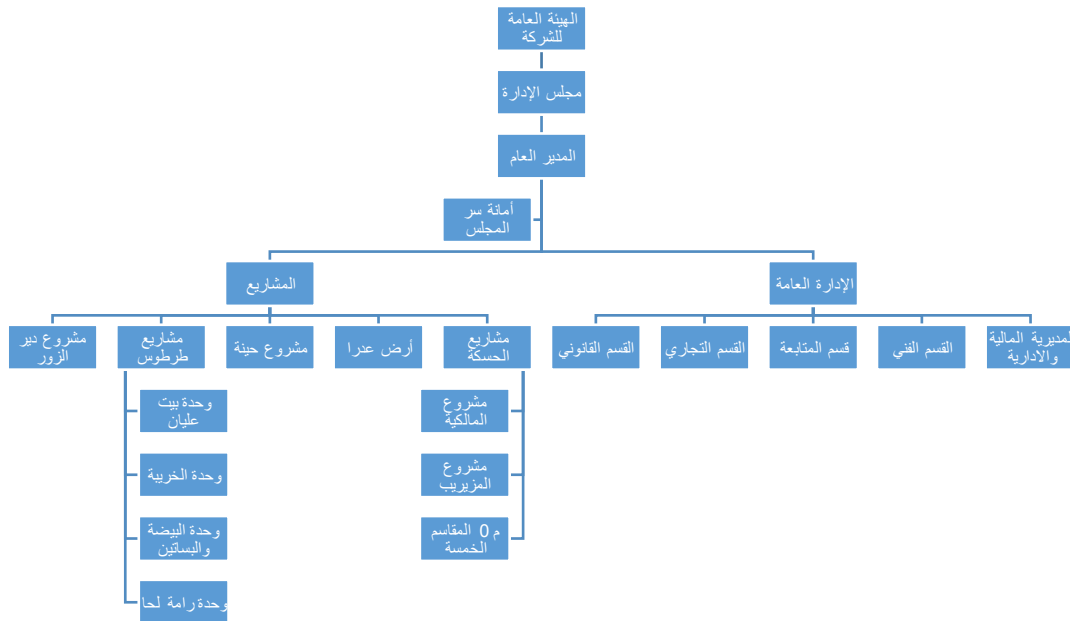 الهيئة العامة
للشركة
مجلس الإدارة
المدير العام
أمانة سر
المجلس
الإدارة العامة
المشاريع
المديرية المالية
والادارية
القسم الفني
قسم المتابعة
القسم التجاري
القسم القانوني
مشاريع
الحسكة
أرض عدرا
مشروع حينة
مشاريع
طرطوس
مشروع دير
الزور
مشروع
المالكية
مشروع
المزيريب
م 0 المقاسم
الخمسة
وحدة بيت
عليان
وحدة الخريبة
وحدة البيضة
والبساتين
وحدة رامة لحا